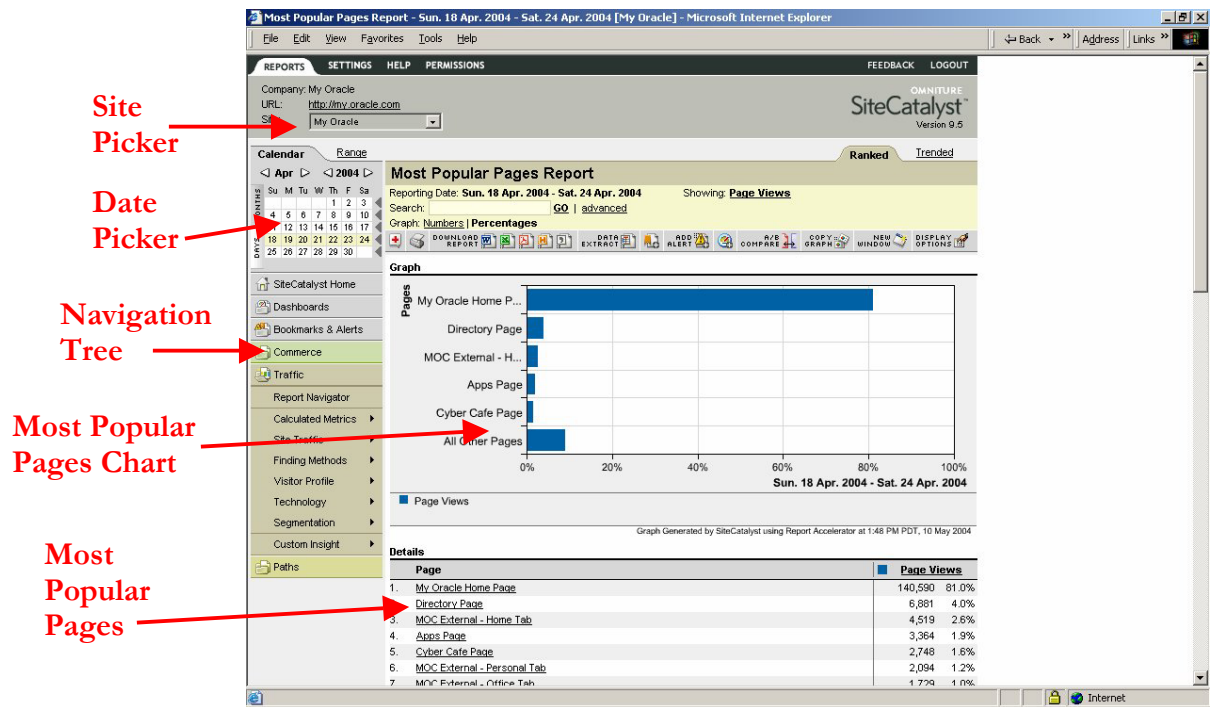 Most Popular Pages Report - Sun. 18 Apr. 2004 - Sat. 24 Apr. 2004 [My Oracle] - Microsoft Internet Explorer
File Edit View Favorites Tools Help
Back Address Links
REPORTS SETTINGS HELP PERMISSIONS FEEDBACK LOGOUT
Company: My Oracle
URL: http://my.oracle.com
My Oracle
OMNITURE
SiteCatalyst
Version 9.5
Site
Picker
Calendar Range
Ranked Trended
Apr 2004
MONTHS
DAYS
Su M Tu W Th F Sa
1 2 3
4 5 6 7 8 9 10
12 13 14 15 16 17
18 19 20 21 22 23 24
25 26 27 28 29 30
Date
Picker
Most Popular Pages Report
Reporting Date: Sun. 18 Apr. 2004 - Sat. 24 Apr. 2004 Showing: Page Views
Search: GO | advanced
Graph: Numbers | Percentages
DOWNLOAD REPORT DATA EXTRACT ADD ALERT A/B COMPARE COPY GRAPH NEW WINDOW DISPLAY OPTIONS
SiteCatalyst Home
Dashboards
Bookmarks & Alerts
Commerce
Traffic
Report Navigator
Calculated Metrics
Site Traffic
Finding Methods
Visitor Profile
Technology
Segmentation
Custom Insight
Paths
Navigation
Tree
Most Popular
Pages Chart
Most
Popular
Pages
Graph
Pages
My Oracle Home P...
Directory Page
MOC External - H...
Apps Page
Cyber Cafe Page
All Other Pages
0% 20% 40% 60% 80% 100%
Sun. 18 Apr. 2004 - Sat. 24 Apr. 2004
Page Views
Graph Generated by SiteCatalyst using Report Accelerator at 1:48 PM PDT, 10 May 2004
Details
Page Page Views
1. My Oracle Home Page 140,590 81.0%
Directory Page 6,881 4.0%
3. MOC External - Home Tab 4,519 2.6%
4. Apps Page 3,364 1.9%
5. Cyber Cafe Page 2,748 1.6%
6. MOC External - Personal Tab 2,094 1.2%
7. MOC External - Office Tab 1,729 1.0%
Internet